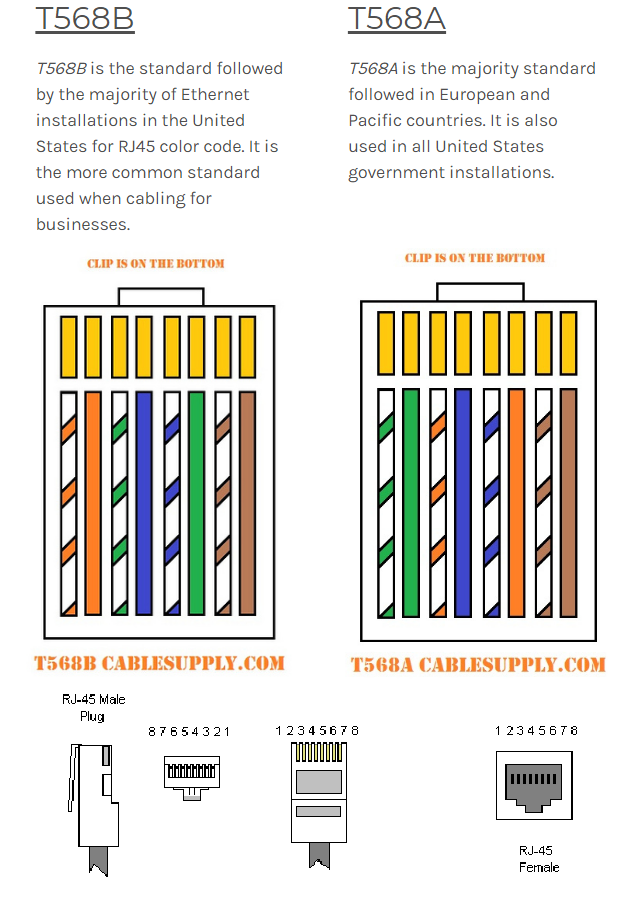 T568B
T568B is the standard followed
by the majority of Ethernet
installations in the United
States for RJ45 color code. It is
the more common standard
used when cabling for
businesses.
CLIP IS ON THE BOTTOM
T568B CABLESUPPLY.COM
T568A
T568A is the majority standard
followed in European and
Pacific countries. It is also
used in all United States
government installations.
CLIP IS ON THE BOTTOM
T568A CABLESUPPLY.COM
RJ-45 Male
Plug
8 7 6 5 4 3 2 1
1 2 3 4 5 6 7 8
1 2 3 4 5 6 7 8
RJ-45
Female